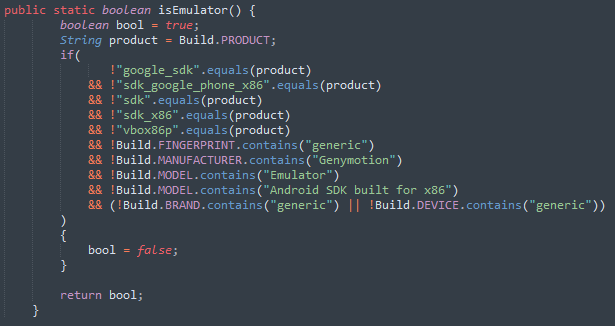 public static boolean isEmulator() {
boolean bool = true;
String product = Build.PRODUCT;
if(
!"google_sdk".equals(product)
&& !"sdk_google_phone_x86".equals(product)
&& !"sdk".equals(product)
&& !"sdk_x86".equals(product)
&& !"vbox86p".equals(product)
&& !Build.FINGERPRINT.contains("generic")
&& !Build.MANUFACTURER.contains("Genymotion")
&& !Build.MODEL.contains("Emulator")
&& !Build.MODEL.contains("Android SDK built for x86")
&& (!Build.BRAND.contains("generic") || !Build.DEVICE.contains("generic"))
)
{
bool = false;
}
return bool;
}